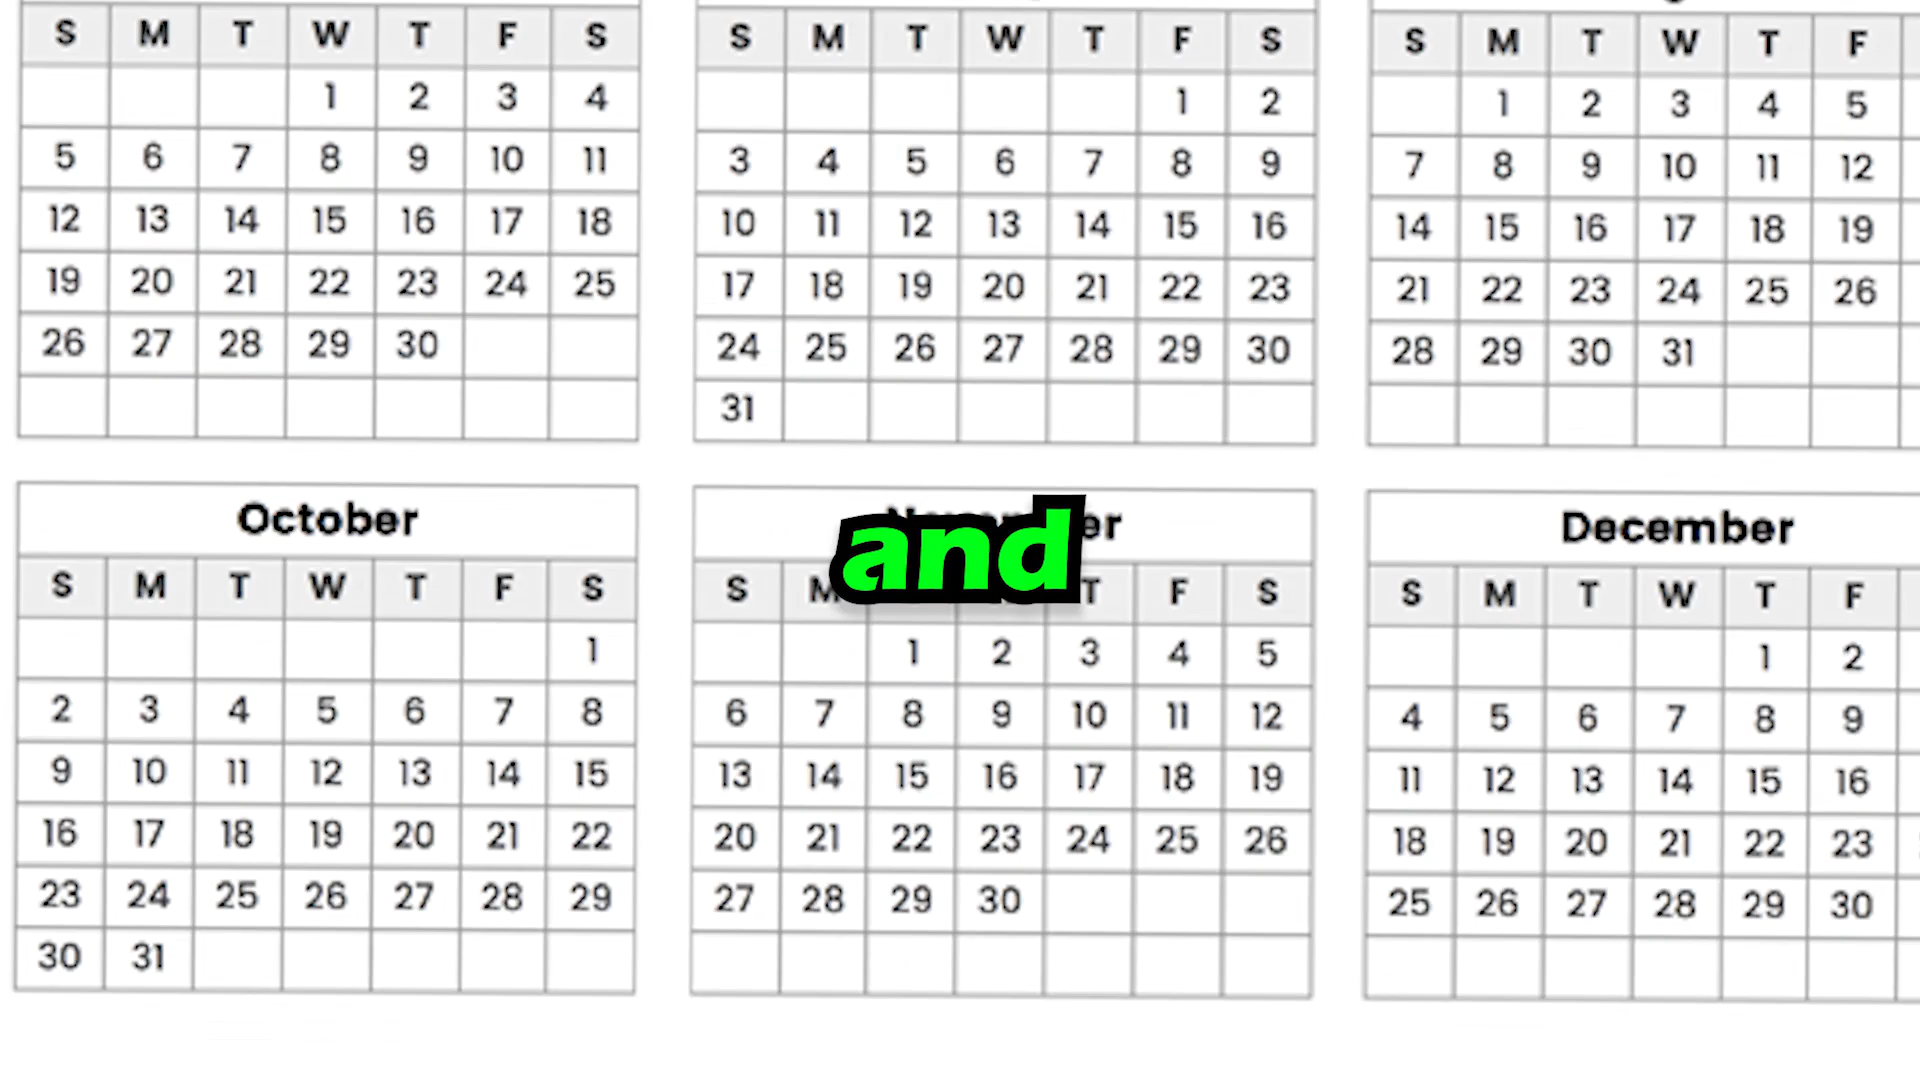 S M T W T F S
1 2 3 4
5 6 7 8 9 10 11
12 13 14 15 16 17 18
19 20 21 22 23 24 25
26 27 28 29 30
S M T W T F S
1 2
3 4 5 6 7 8 9
10 11 12 13 14 15 16
17 18 19 20 21 22 23
24 25 26 27 28 29 30
31
S M T W T F
1 2 3 4 5
7 8 9 10 11 12
14 15 16 17 18 19
21 22 23 24 25 26
28 29 30 31
October
S M T W T F S
1
2 3 4 5 6 7 8
9 10 11 12 13 14 15
16 17 18 19 20 21 22
23 24 25 26 27 28 29
30 31
and
S M T F S
1 2 3 4 5
6 7 8 9 10 11 12
13 14 15 16 17 18 19
20 21 22 23 24 25 26
27 28 29 30
December
S M T W T F
1 2
4 5 6 7 8 9
11 12 13 14 15 16
18 19 20 21 22 23
25 26 27 28 29 30